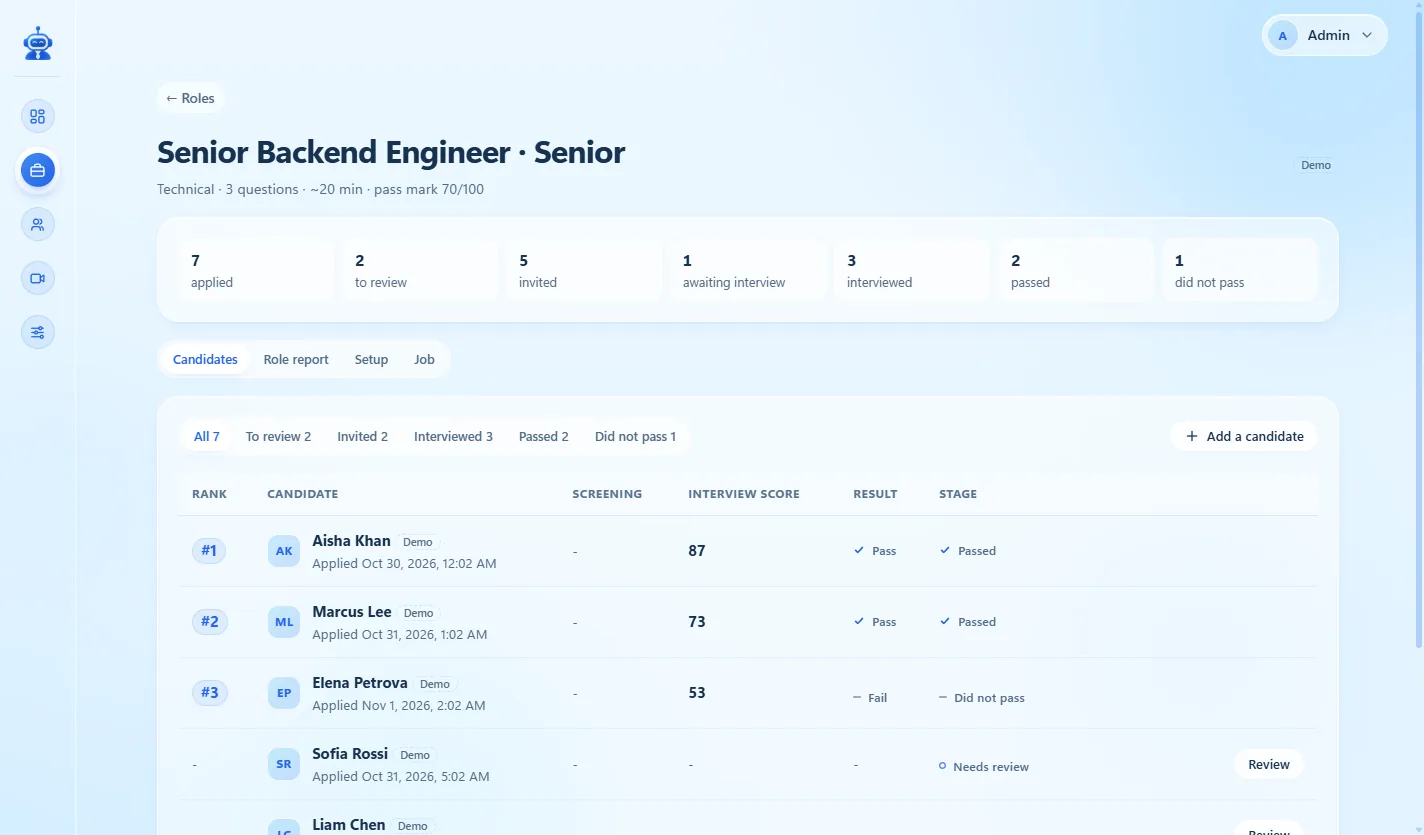 A Admin
← Roles
Senior Backend Engineer · Senior
Demo
Technical · 3 questions · ~20 min · pass mark 70/100
7 2 5 1 3 2 1
applied to review invited awaiting interview interviewed passed did not pass
Candidates Role report Setup Job
All 7 To review 2 Invited 2 Interviewed 3 Passed 2 Did not pass 1 + Add a candidate
RANK CANDIDATE SCREENING INTERVIEW SCORE RESULT STAGE
#1 AK Aisha Khan Demo - 87 Pass Passed
Applied Oct 30, 2026, 12:02 AM
#2 ML Marcus Lee Demo - 73 Pass Passed
Applied Oct 31, 2026, 1:02 AM
#3 EP Elena Petrova Demo - 53 – Fail – Did not pass
Applied Nov 1, 2026, 2:02 AM
- SR Sofia Rossi Demo - - - Needs review Review
Applied Oct 31, 2026, 5:02 AM
Liam Chen Demo Review